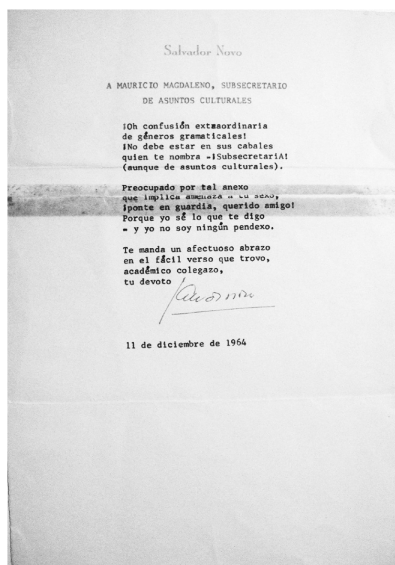 Salvador Novo
A MAURICIO MAGDALENO, SUBSECRETARIO
DE ASUNTOS CULTURALES
¡Oh confusión extraordinaria
de géneros gramaticales!
¡No debe estar en sus cabales
quien te nombra -¡SubsecretariA!
(aunque de asuntos culturales).
Preocupado por tal anexo
que implica amenaza a tu sexo,
¡ponte en guardia, querido amigo!
Porque yo sé lo que te digo
- y yo no soy ningún pendexo.
Te manda un afectuoso abrazo
en el fácil verso que trovo,
académico colegazo,
tu devoto
11 de diciembre de 1964